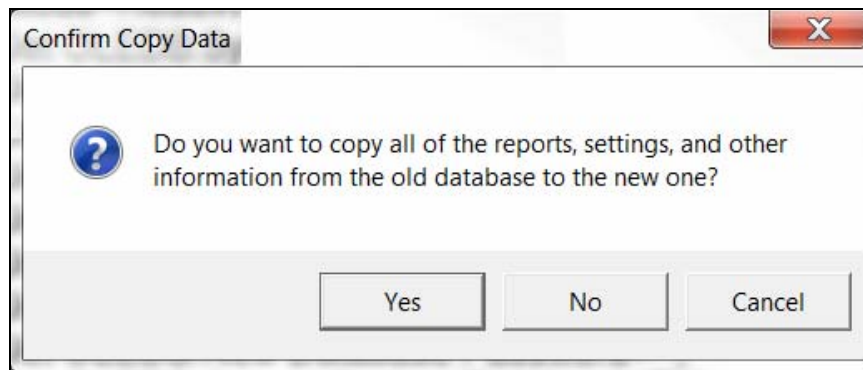 Confirm Copy Data
Do you want to copy all of the reports, settings, and other
information from the old database to the new one?
Yes No Cancel